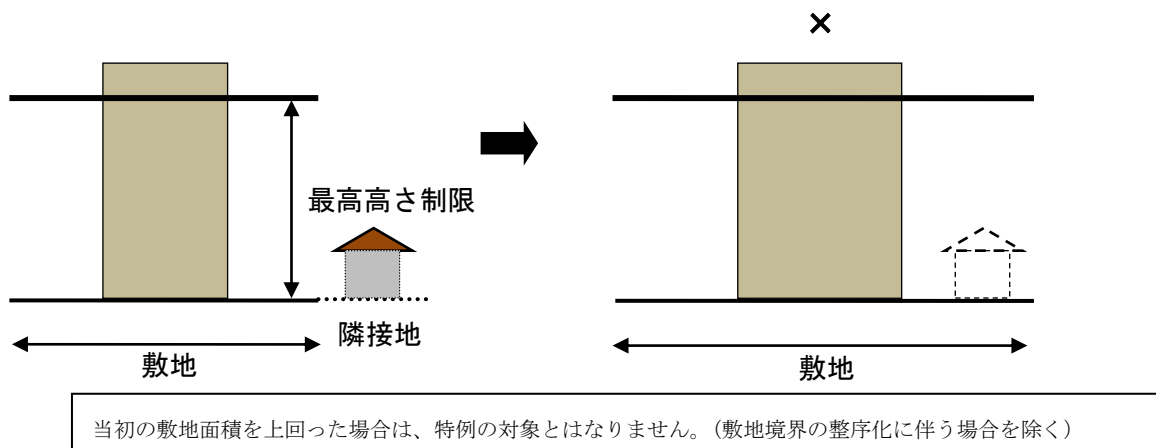 ×
最高高さ制限
隣接地
敷地
敷地
当初の敷地面積を上回った場合は、特例の対象とはなりません。(敷地境界の整序化に伴う場合を除く)